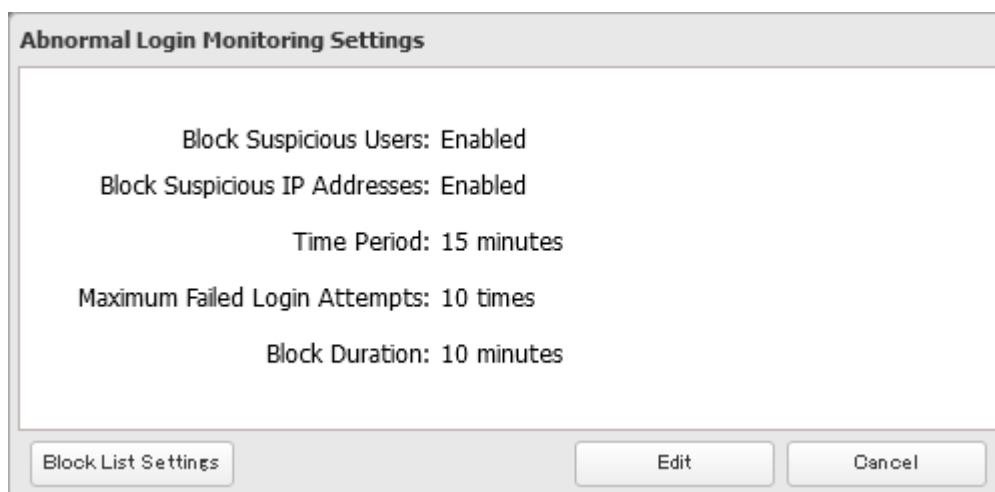 Abnormal Login Monitoring Settings
Block Suspicious Users: Enabled
Block Suspicious IP Addresses: Enabled
Time Period: 15 minutes
Maximum Failed Login Attempts: 10 times
Block Duration: 10 minutes
Block List Settings Edit Cancel